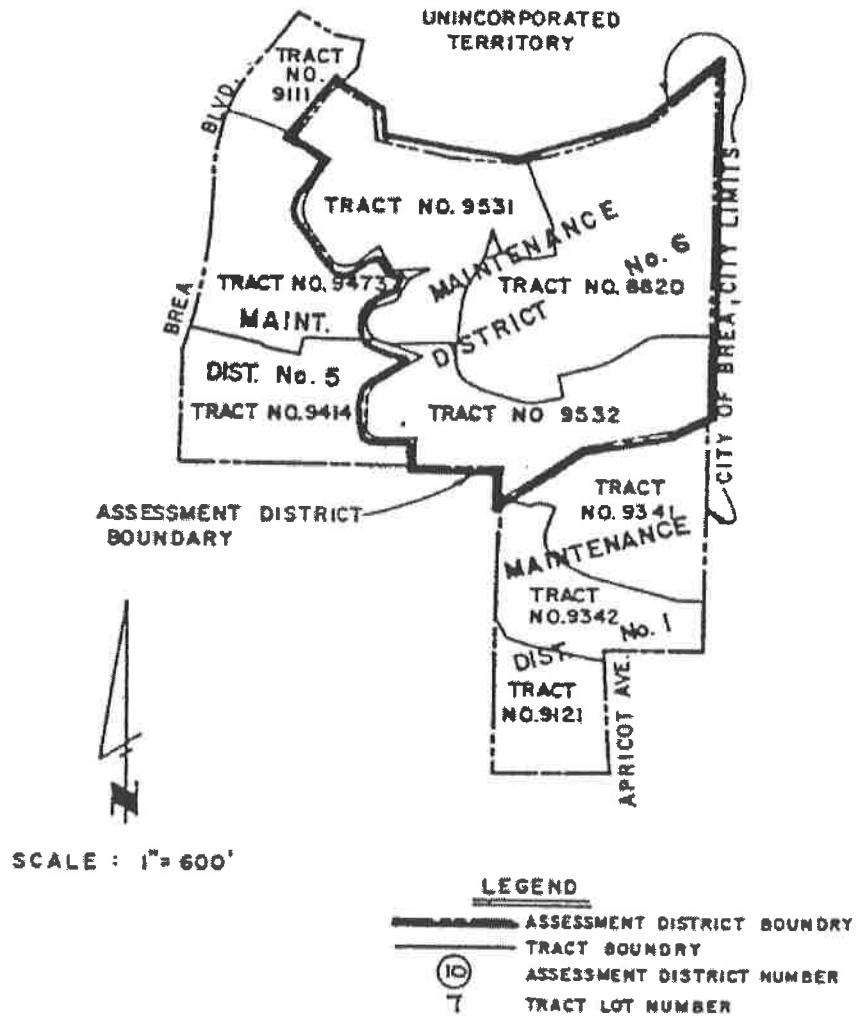 UNINCORPORATED
TERRITORY
TRACT
NO.
9111
BLVD.
BREA
TRACT NO. 9531
MAINTENANCE
DISTRICT
No. 6
TRACT NO. 8820
TRACT NO. 9473
MAINT.
DIST. No. 5
TRACT NO. 9414
TRACT NO 9532
CITY OF BREA, CITY LIMITS
ASSESSMENT DISTRICT
BOUNDARY
TRACT
NO. 9341
MAINTENANCE
TRACT
NO.9342
DIST. No. 1
TRACT
NO.9121
APRICOT AVE.
N
SCALE : 1"= 600'
LEGEND
ASSESSMENT DISTRICT BOUNDRY
TRACT BOUNDRY
10 ASSESSMENT DISTRICT NUMBER
7 TRACT LOT NUMBER